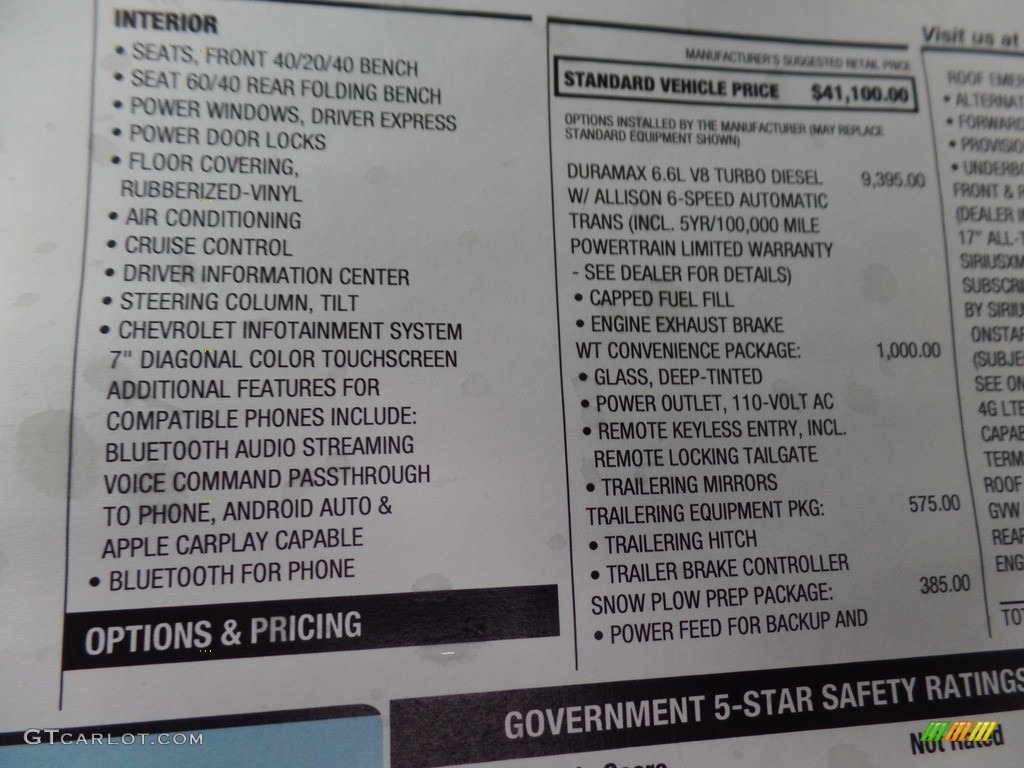 INTERIOR
• SEATS, FRONT 40/20/40 BENCH
• SEAT 60/40 REAR FOLDING BENCH
• POWER WINDOWS, DRIVER EXPRESS
• POWER DOOR LOCKS
• FLOOR COVERING,
RUBBERIZED-VINYL
• AIR CONDITIONING
• CRUISE CONTROL
• DRIVER INFORMATION CENTER
• STEERING COLUMN, TILT
• CHEVROLET INFOTAINMENT SYSTEM
7" DIAGONAL COLOR TOUCHSCREEN
ADDITIONAL FEATURES FOR
COMPATIBLE PHONES INCLUDE:
BLUETOOTH AUDIO STREAMING
VOICE COMMAND PASSTHROUGH
TO PHONE, ANDROID AUTO &
APPLE CARPLAY CAPABLE
• BLUETOOTH FOR PHONE
OPTIONS & PRICING
MANUFACTURER'S SUGGESTED RETAIL PRICE
STANDARD VEHICLE PRICE $41,100.00
OPTIONS INSTALLED BY THE MANUFACTURER (MAY REPLACE
STANDARD EQUIPMENT SHOWN)
DURAMAX 6.6L V8 TURBO DIESEL 9,395.00
W/ ALLISON 6-SPEED AUTOMATIC
TRANS (INCL. 5YR/100,000 MILE
POWERTRAIN LIMITED WARRANTY
- SEE DEALER FOR DETAILS)
• CAPPED FUEL FILL
• ENGINE EXHAUST BRAKE
WT CONVENIENCE PACKAGE: 1,000.00
• GLASS, DEEP-TINTED
• POWER OUTLET, 110-VOLT AC
• REMOTE KEYLESS ENTRY, INCL.
REMOTE LOCKING TAILGATE
• TRAILERING MIRRORS
TRAILERING EQUIPMENT PKG: 575.00
• TRAILERING HITCH
• TRAILER BRAKE CONTROLLER
SNOW PLOW PREP PACKAGE: 385.00
• POWER FEED FOR BACKUP AND
Visit us at
ROOF EMER
• ALTERNAT
• FORWARD
• PROVISIO
• UNDERBO
FRONT & R
(DEALER I
17" ALL-T
SIRIUSXM
SUBSCRI
BY SIRIU
ONSTAR
(SUBJE
SEE ON
4G LTE
CAPAB
TERM
ROOF
GVW
REAR
ENG
TOT
GOVERNMENT 5-STAR SAFETY RATINGS
Not Rated
GTCARLOT.COM